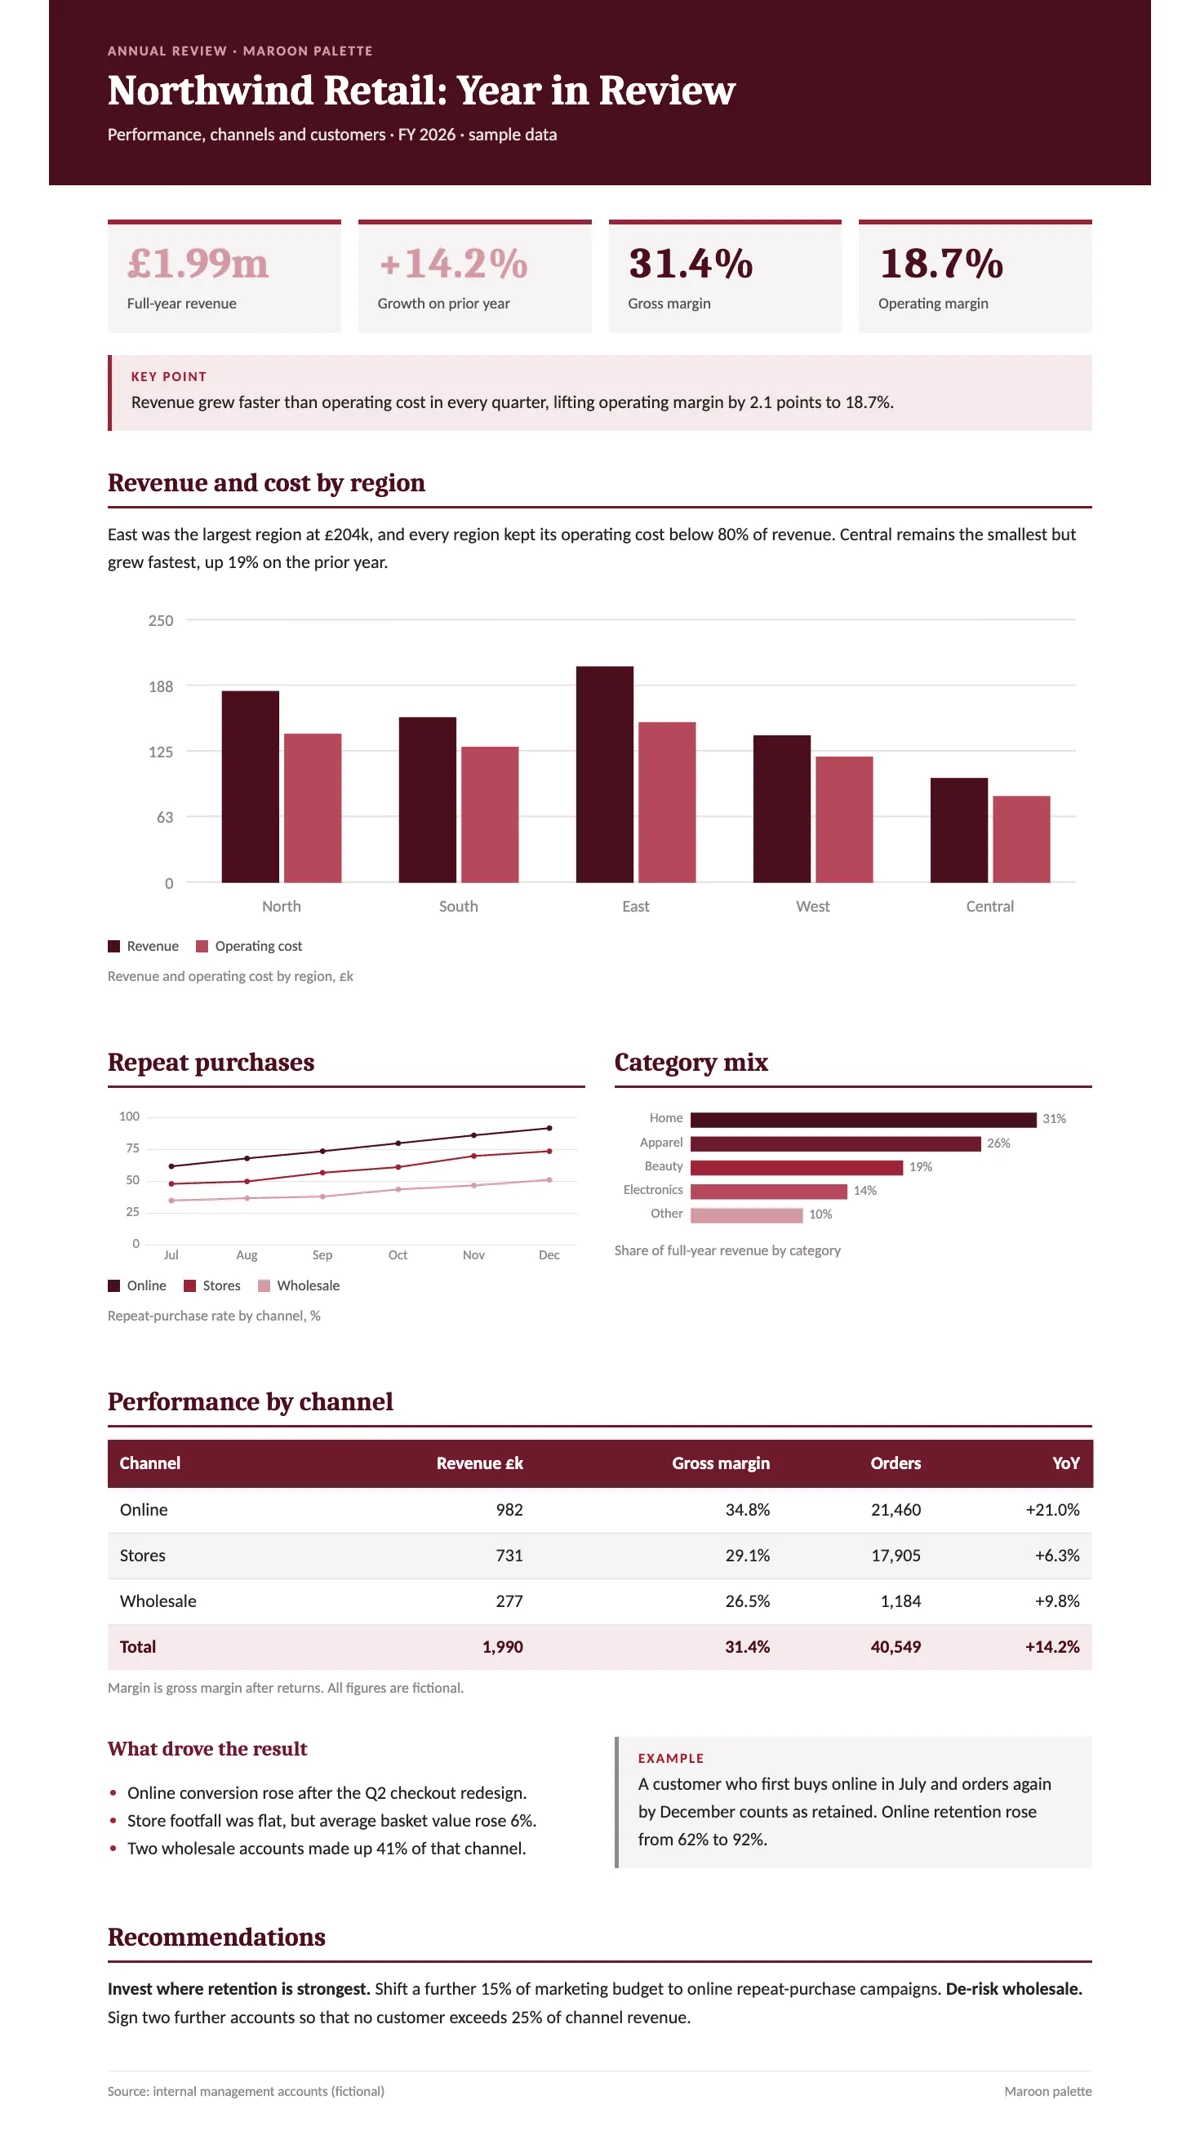 ANNUAL REVIEW · MAROON PALETTE
Northwind Retail: Year in Review
Performance, channels and customers · FY 2026 · sample data
£1.99m
Full-year revenue
+14.2%
Growth on prior year
31.4%
Gross margin
18.7%
Operating margin
KEY POINT
Revenue grew faster than operating cost in every quarter, lifting operating margin by 2.1 points to 18.7%.
Revenue and cost by region
East was the largest region at £204k, and every region kept its operating cost below 80% of revenue. Central remains the smallest but
grew fastest, up 19% on the prior year.
250
188
125
63
0
North South East West Central
Revenue Operating cost
Revenue and operating cost by region, £k
Repeat purchases
100
75
50
25
0
Jul Aug Sep Oct Nov Dec
Online Stores Wholesale
Repeat-purchase rate by channel, %
Category mix
Home 31%
Apparel 26%
Beauty 19%
Electronics 14%
Other 10%
Share of full-year revenue by category
Performance by channel
Channel Revenue £k Gross margin Orders YoY
Online 982 34.8% 21,460 +21.0%
Stores 731 29.1% 17,905 +6.3%
Wholesale 277 26.5% 1,184 +9.8%
Total 1,990 31.4% 40,549 +14.2%
Margin is gross margin after returns. All figures are fictional.
What drove the result
• Online conversion rose after the Q2 checkout redesign.
• Store footfall was flat, but average basket value rose 6%.
• Two wholesale accounts made up 41% of that channel.
EXAMPLE
A customer who first buys online in July and orders again
by December counts as retained. Online retention rose
from 62% to 92%.
Recommendations
Invest where retention is strongest. Shift a further 15% of marketing budget to online repeat-purchase campaigns. De-risk wholesale.
Sign two further accounts so that no customer exceeds 25% of channel revenue.
Source: internal management accounts (fictional)
Maroon palette